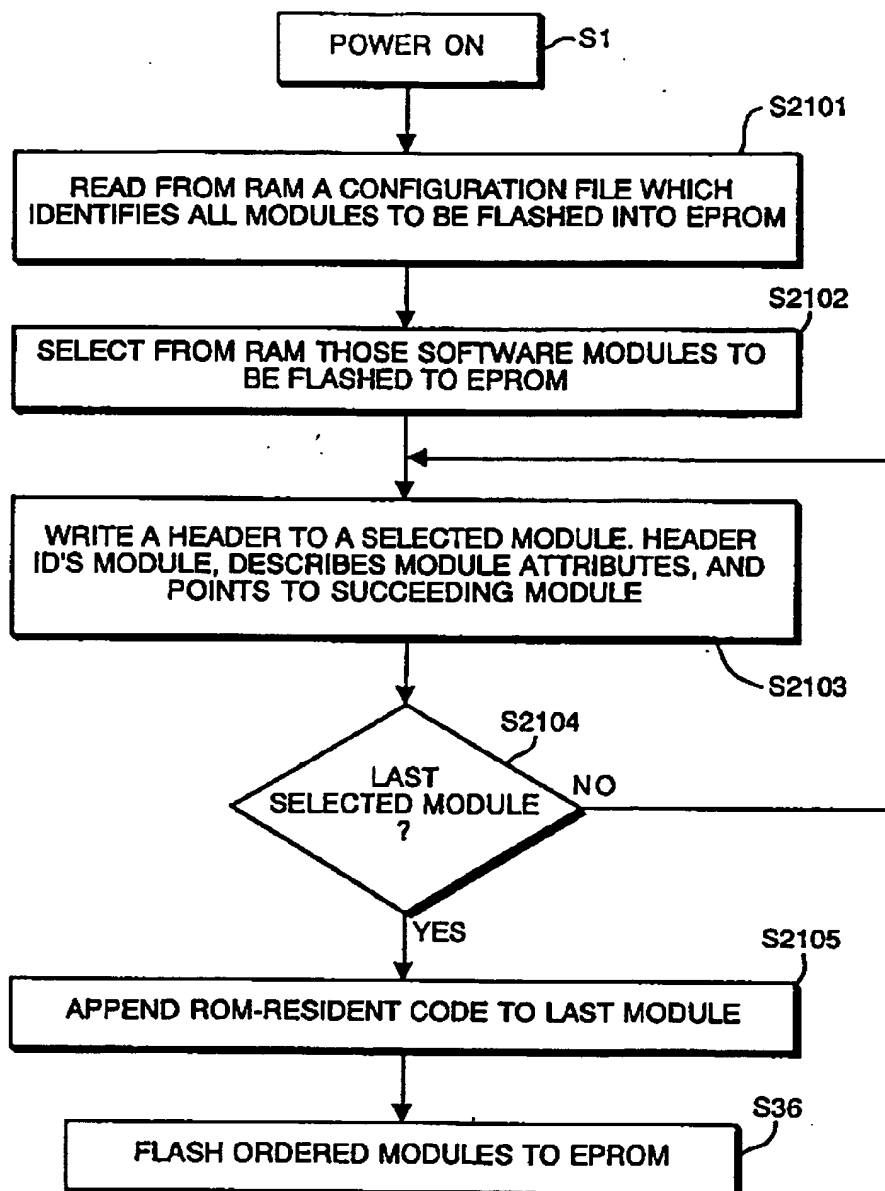 POWER ON
S1
S2101
READ FROM RAM A CONFIGURATION FILE WHICH
IDENTIFIES ALL MODULES TO BE FLASHED INTO EPROM
S2102
SELECT FROM RAM THOSE SOFTWARE MODULES TO
BE FLASHED TO EPROM
WRITE A HEADER TO A SELECTED MODULE. HEADER
ID'S MODULE, DESCRIBES MODULE ATTRIBUTES, AND
POINTS TO SUCCEEDING MODULE
S2103
S2104
LAST
SELECTED MODULE
?
NO
YES
S2105
APPEND ROM-RESIDENT CODE TO LAST MODULE
S36
FLASH ORDERED MODULES TO EPROM